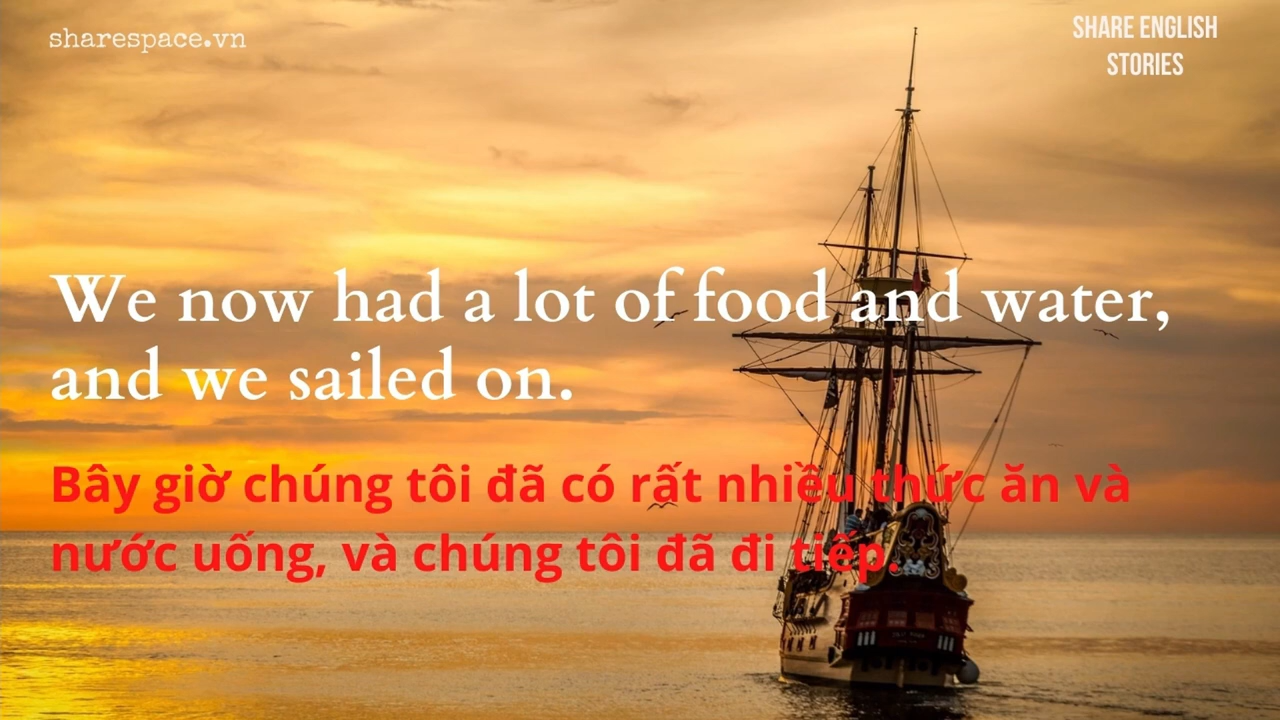 sharespace.vn
SHARE ENGLISH
STORIES
We now had a lot of food and water,
and we sailed on.
Bây giờ chúng tôi đã có rất nhiều thức ăn và
nước uống, và chúng tôi đã đi tiếp.